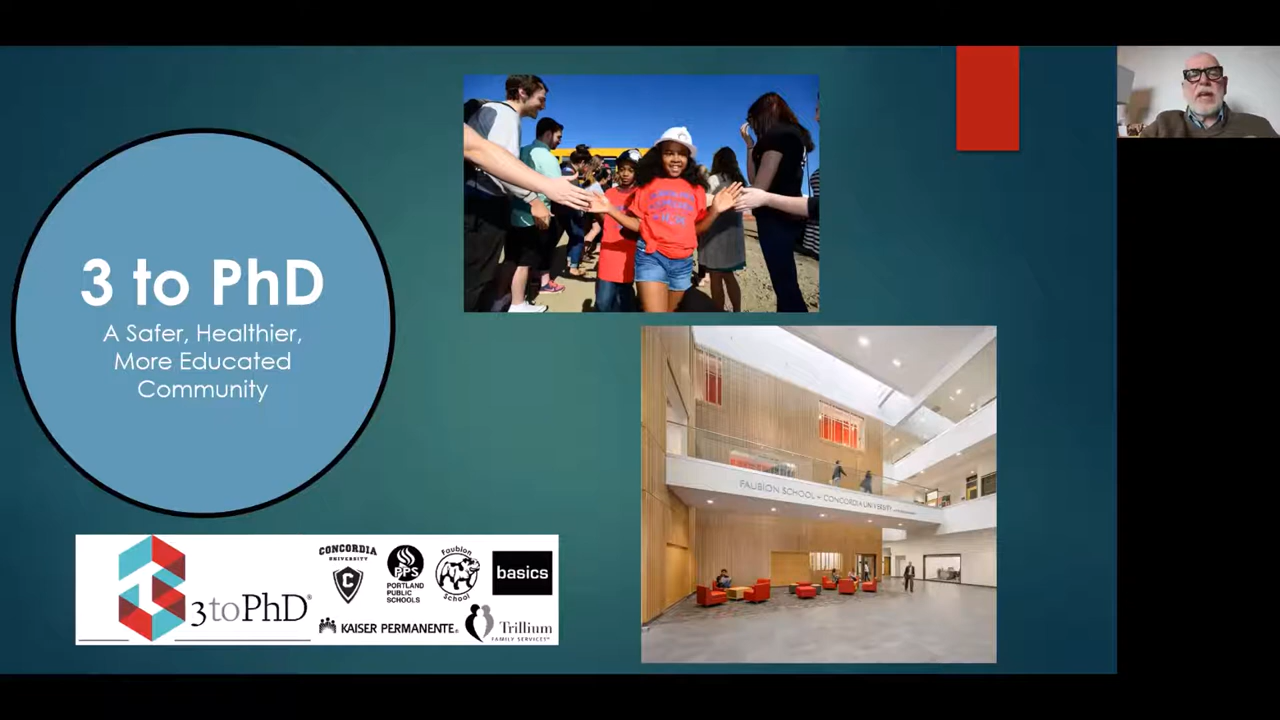 3 to PhD
A Safer, Healthier,
More Educated
Community
FAUBION SCHOOL + CONCORDIA UNIVERSITY
3toPhD®
CONCORDIA
UNIVERSITY
C
PPS
PORTLAND
PUBLIC
SCHOOLS
Faubion
School
basics
KAISER PERMANENTE®
Trillium
FAMILY SERVICES®